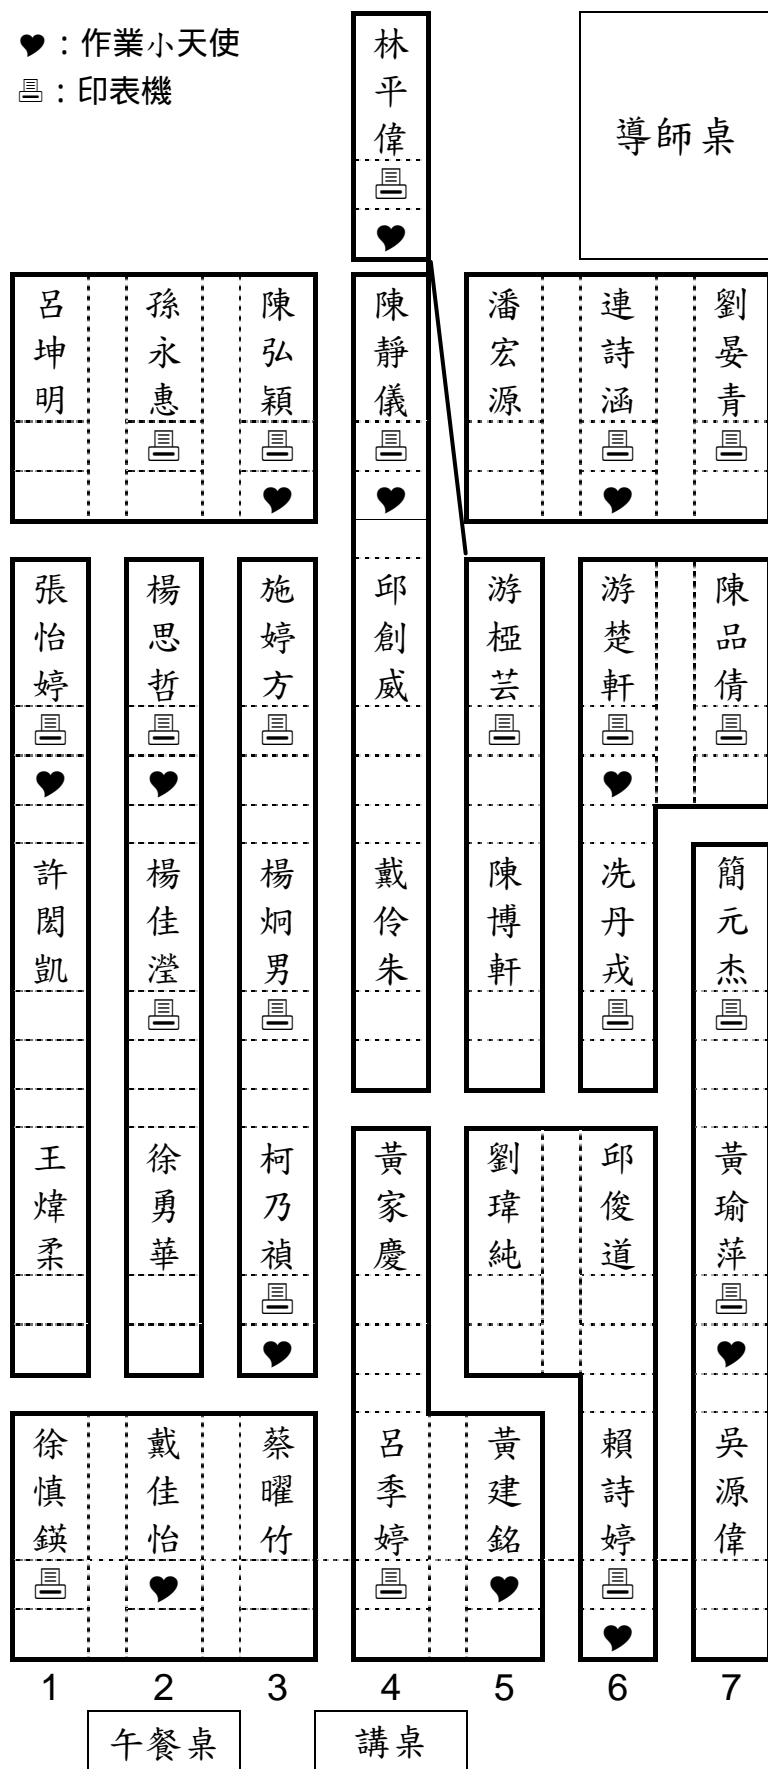 ：作業小天使
：印表機
林平偉
導師桌
呂坤明
孫永惠
陳弘穎
陳靜儀
潘宏源
連詩涵
劉晏青
張怡婷
楊思哲
施婷方
邱創威
游椏芸
游楚軒
陳品倩
許閎凱
楊佳瀅
楊炯男
戴伶朱
陳博軒
冼丹戎
簡元杰
王煒柔
徐勇華
柯乃禎
黃家慶
劉瑋純
邱俊道
黃瑜萍
徐慎鍈
戴佳怡
蔡曜竹
呂季婷
黃建銘
賴詩婷
吳源偉
1 2 3 4 5 6 7
午餐桌
講桌